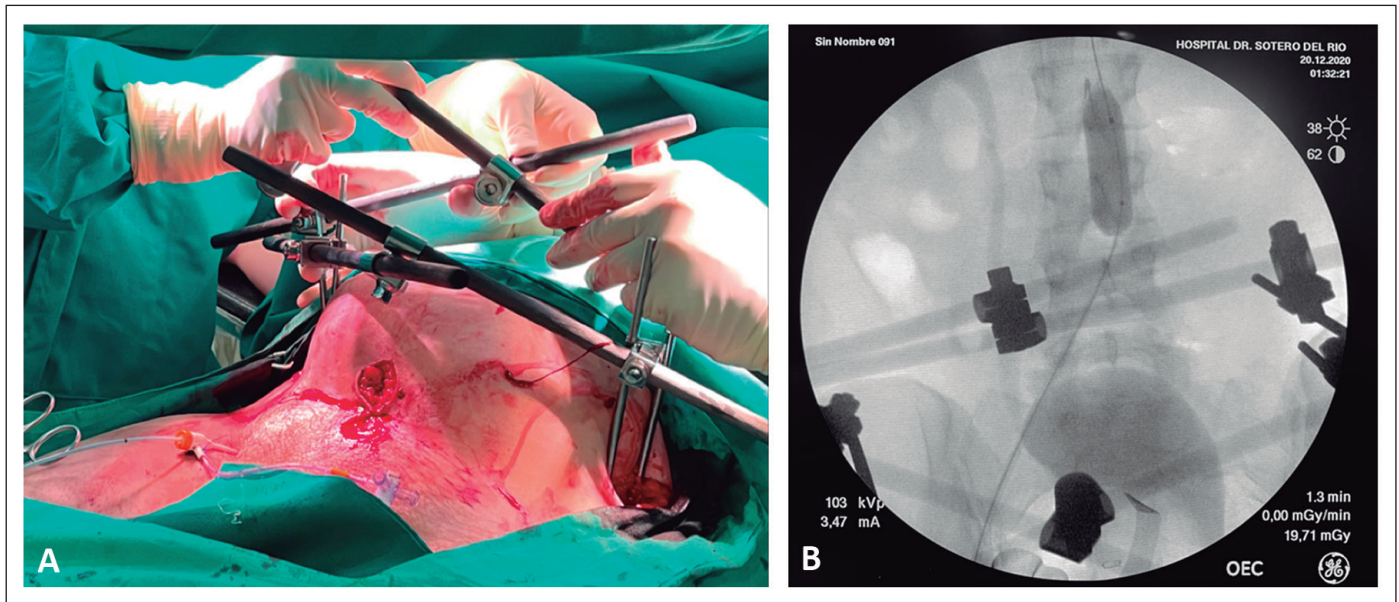 A
Sin Nombre 091
HOSPITAL DR. SOTERO DEL RIO
20.12.2020
01:32:21
38
62
103 kVp
3,47 mA
1.3 min
0,00 mGy/min
19,71 mGy
B
OEC
GE